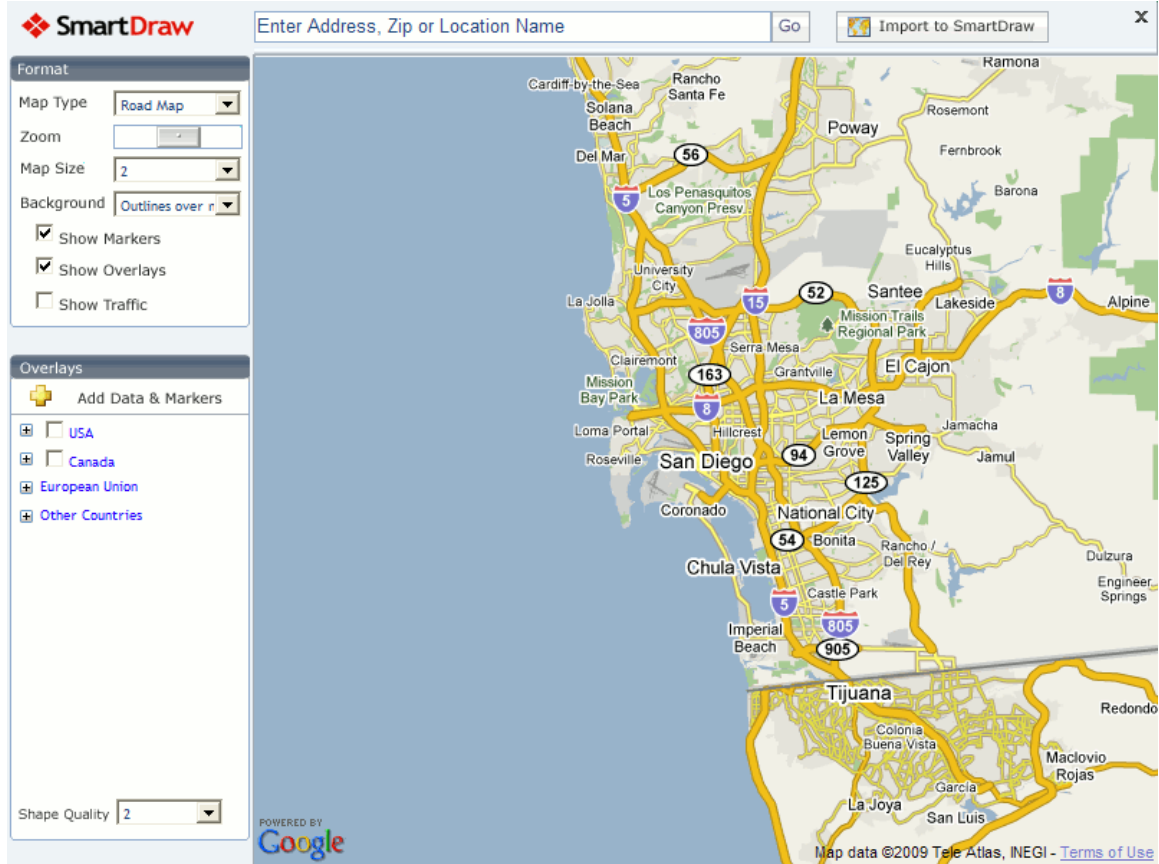 SmartDraw
Enter Address, Zip or Location Name
Go
Import to SmartDraw
x
Format
Map Type
Road Map
Zoom
Map Size
2
Background
Outlines over r
Show Markers
Show Overlays
Show Traffic
Overlays
Add Data & Markers
USA
Canada
European Union
Other Countries
Shape Quality
2
Ramona
Cardiff-by-the-Sea
Rancho
Santa Fe
Solana
Beach
Rosemont
Poway
Del Mar
56
Fernbrook
5
Los Penasquitos
Canyon Presv...
Barona
Eucalyptus
Hills
University
City
La Jolla
15
52
Santee
Lakeside
8
Alpine
Mission Trails
Regional Park
805
Serra Mesa
Clairemont
163
Grantville
El Cajon
Mission
Bay Park
8
La Mesa
Loma Portal
Hillcrest
Lemon
Grove
Spring
Valley
Jamacha
Roseville
San Diego
94
Jamul
125
Coronado
National City
54
Bonita
Rancho /
Del Rey
Dulzura
Chula Vista
Engineer
Springs
5
Castle Park
805
Imperial
Beach
905
Tijuana
Redondo
Colonia
Buena Vista
Maclovio
Rojas
Garcia
La Joya
San Luis
POWERED BY
Google
Map data ©2009 Tele Atlas, INEGI - Terms of Use